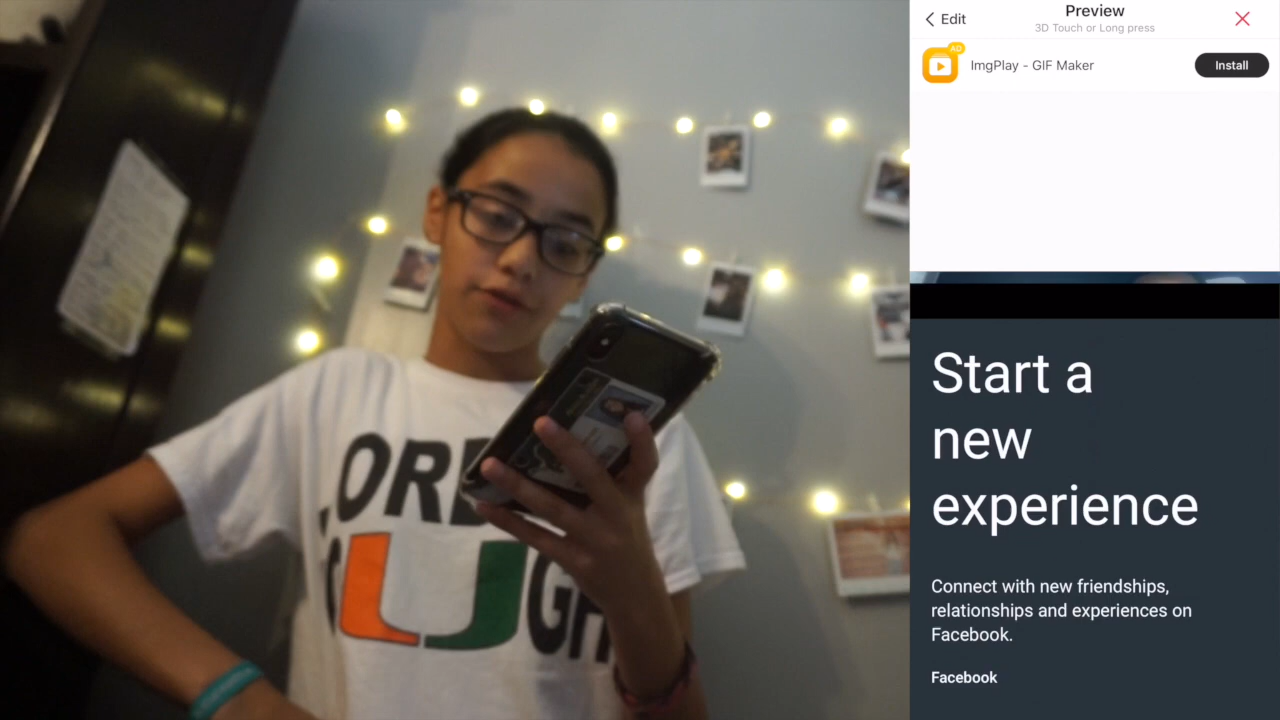 Edit
Preview
3D Touch or Long press
AD
ImgPlay - GIF Maker
Install
Start a
new
experience
Connect with new friendships,
relationships and experiences on
Facebook.
Facebook
U